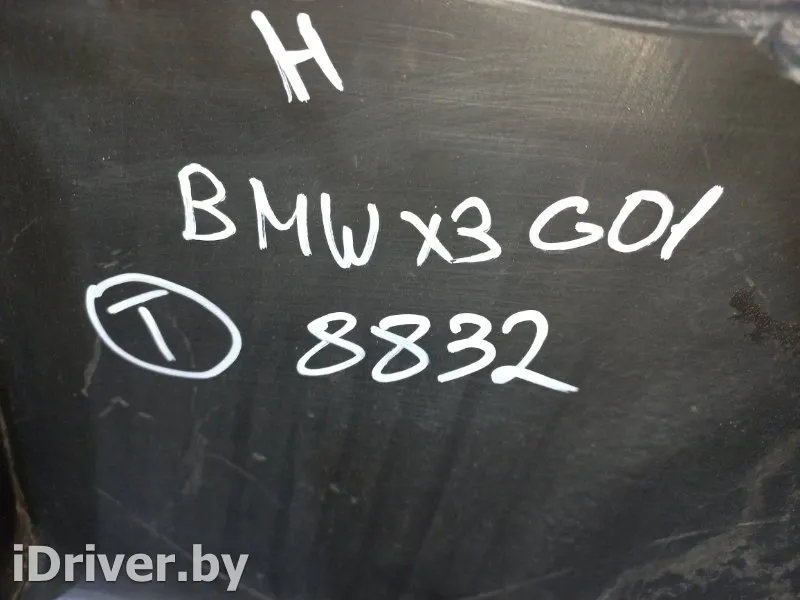 H
BMW X3 G01
T 8832
iDriver.by